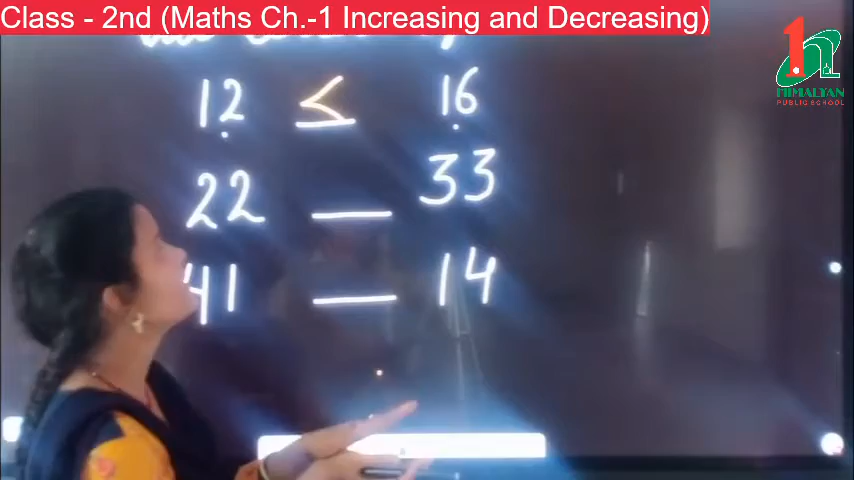 Class - 2nd (Maths Ch.-1 Increasing and Decreasing)
HIMALYAN
PUBLIC SCHOOL
12 < 16
22 __ 33
41 __ 14